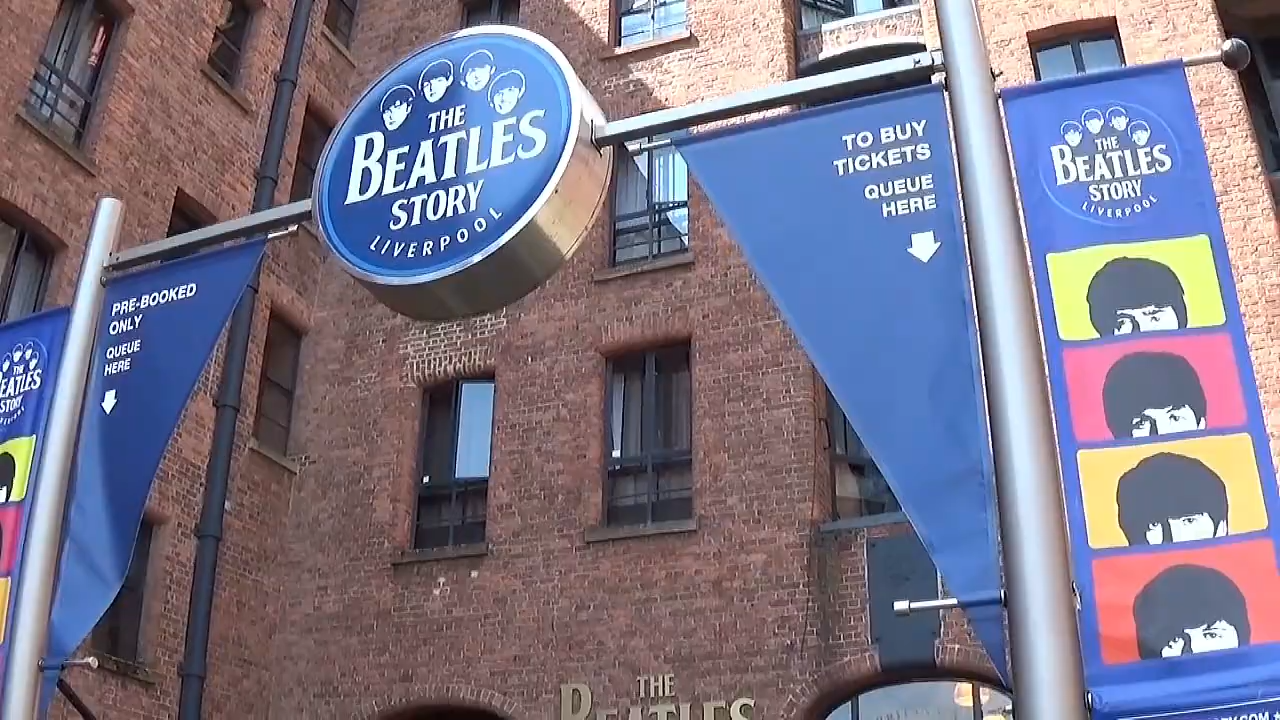 THE
BEATLES
STORY
LIVERPOOL
PRE-BOOKED
ONLY
QUEUE
HERE
TO BUY
TICKETS
QUEUE
HERE
THE
BEATLES
STORY
LIVERPOOL
THE
BEATLES
STORY
THE
BEATLES